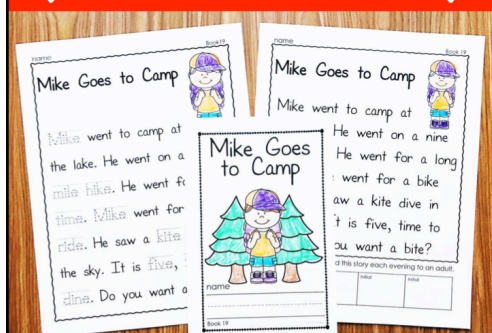 name
Book 19
Mike Goes to Camp
Mike went to camp at
the lake. He went on a
mile hike. He went
time. Mike went for
ride. He saw a kite
the sky. It is five,
dine. Do you want a
Mike Goes
to Camp
name
Book 19
name
Book 19
Mike Goes to Camp
Mike went to camp at
He went on a nine
He went for a long
went for a bike
a kite dive in
is five, time to
want a bite?
this story each evening to an adult.
initial initial